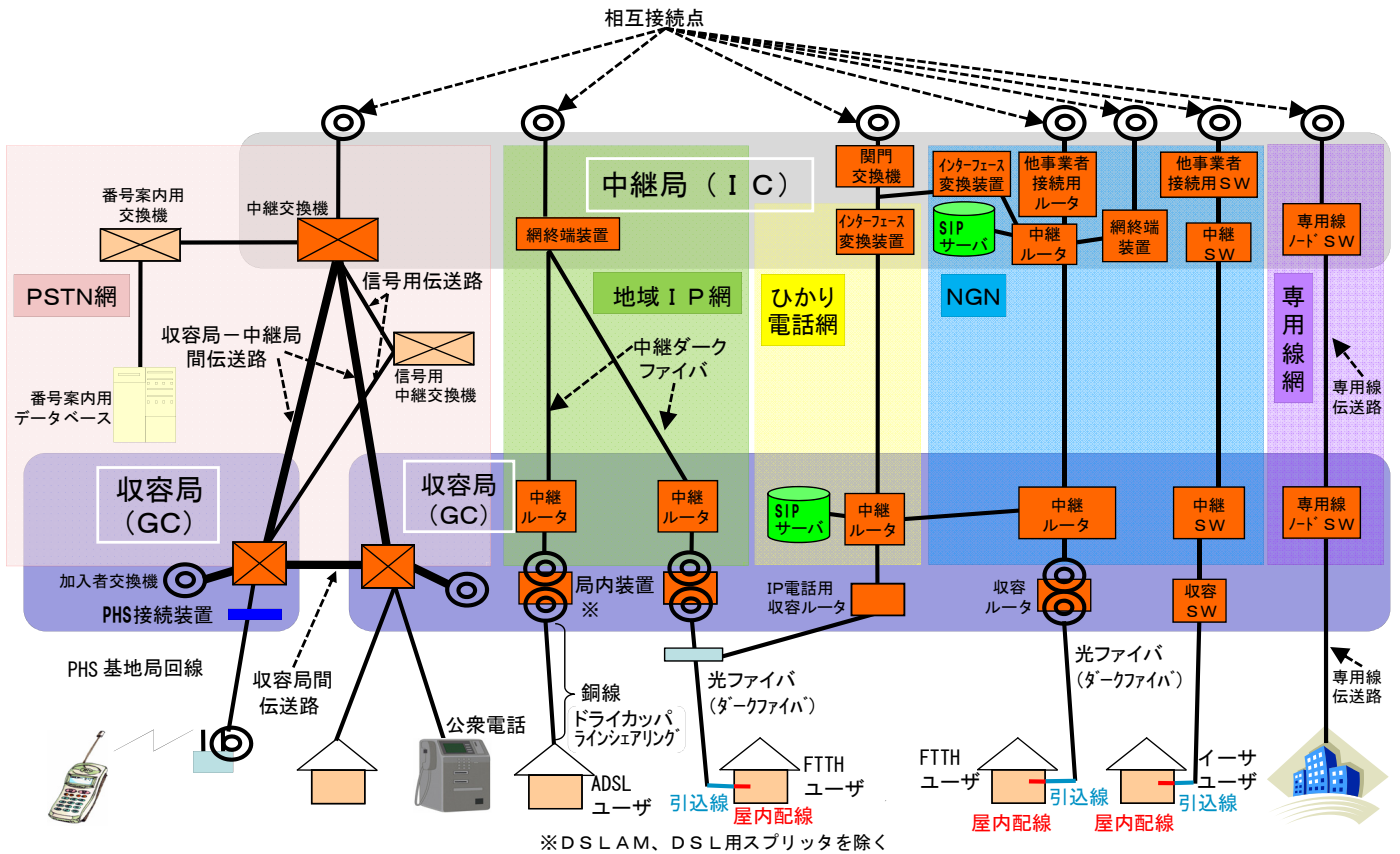 相互接続点
中継局（ＩＣ）
関門
交換機
インターフェース
変換装置
他事業者
接続用
ルータ
他事業者
接続用ＳＷ
番号案内用
交換機
中継交換機
網終端装置
インターフェース
変換装置
SIP
サーバ
中継
ルータ
網終端
装置
中継
ＳＷ
専用線
ﾉｰﾄﾞＳＷ
PSTN網
信号用伝送路
地域ＩＰ網
ひかり
電話網
NGN
専用線網
収容局－中継局
間伝送路
信号用
中継交換機
中継ダーク
ファイバ
専用線
伝送路
番号案内用
データベース
収容局
（GC）
収容局
（GC）
中継
ルータ
中継
ルータ
SIP
サーバ
中継
ルータ
中継
ルータ
中継
ＳＷ
専用線
ﾉｰﾄﾞＳＷ
加入者交換機
局内装置
※
IP電話用
収容ルータ
収容
ルータ
収容
ＳＷ
PHS接続装置
PHS基地局回線
収容局間
伝送路
銅線
ドライカッパ
ラインシェアリング
光ファイバ
(ﾀﾞｰｸﾌｧｲﾊﾞ)
光ファイバ
(ﾀﾞｰｸﾌｧｲﾊﾞ)
専用線
伝送路
公衆電話
ADSL
ユーザ
FTTH
ユーザ
引込線
屋内配線
FTTH
ユーザ
引込線
屋内配線
イーサ
ユーザ
引込線
屋内配線
※ＤＳＬＡＭ、ＤＳＬ用スプリッタを除く